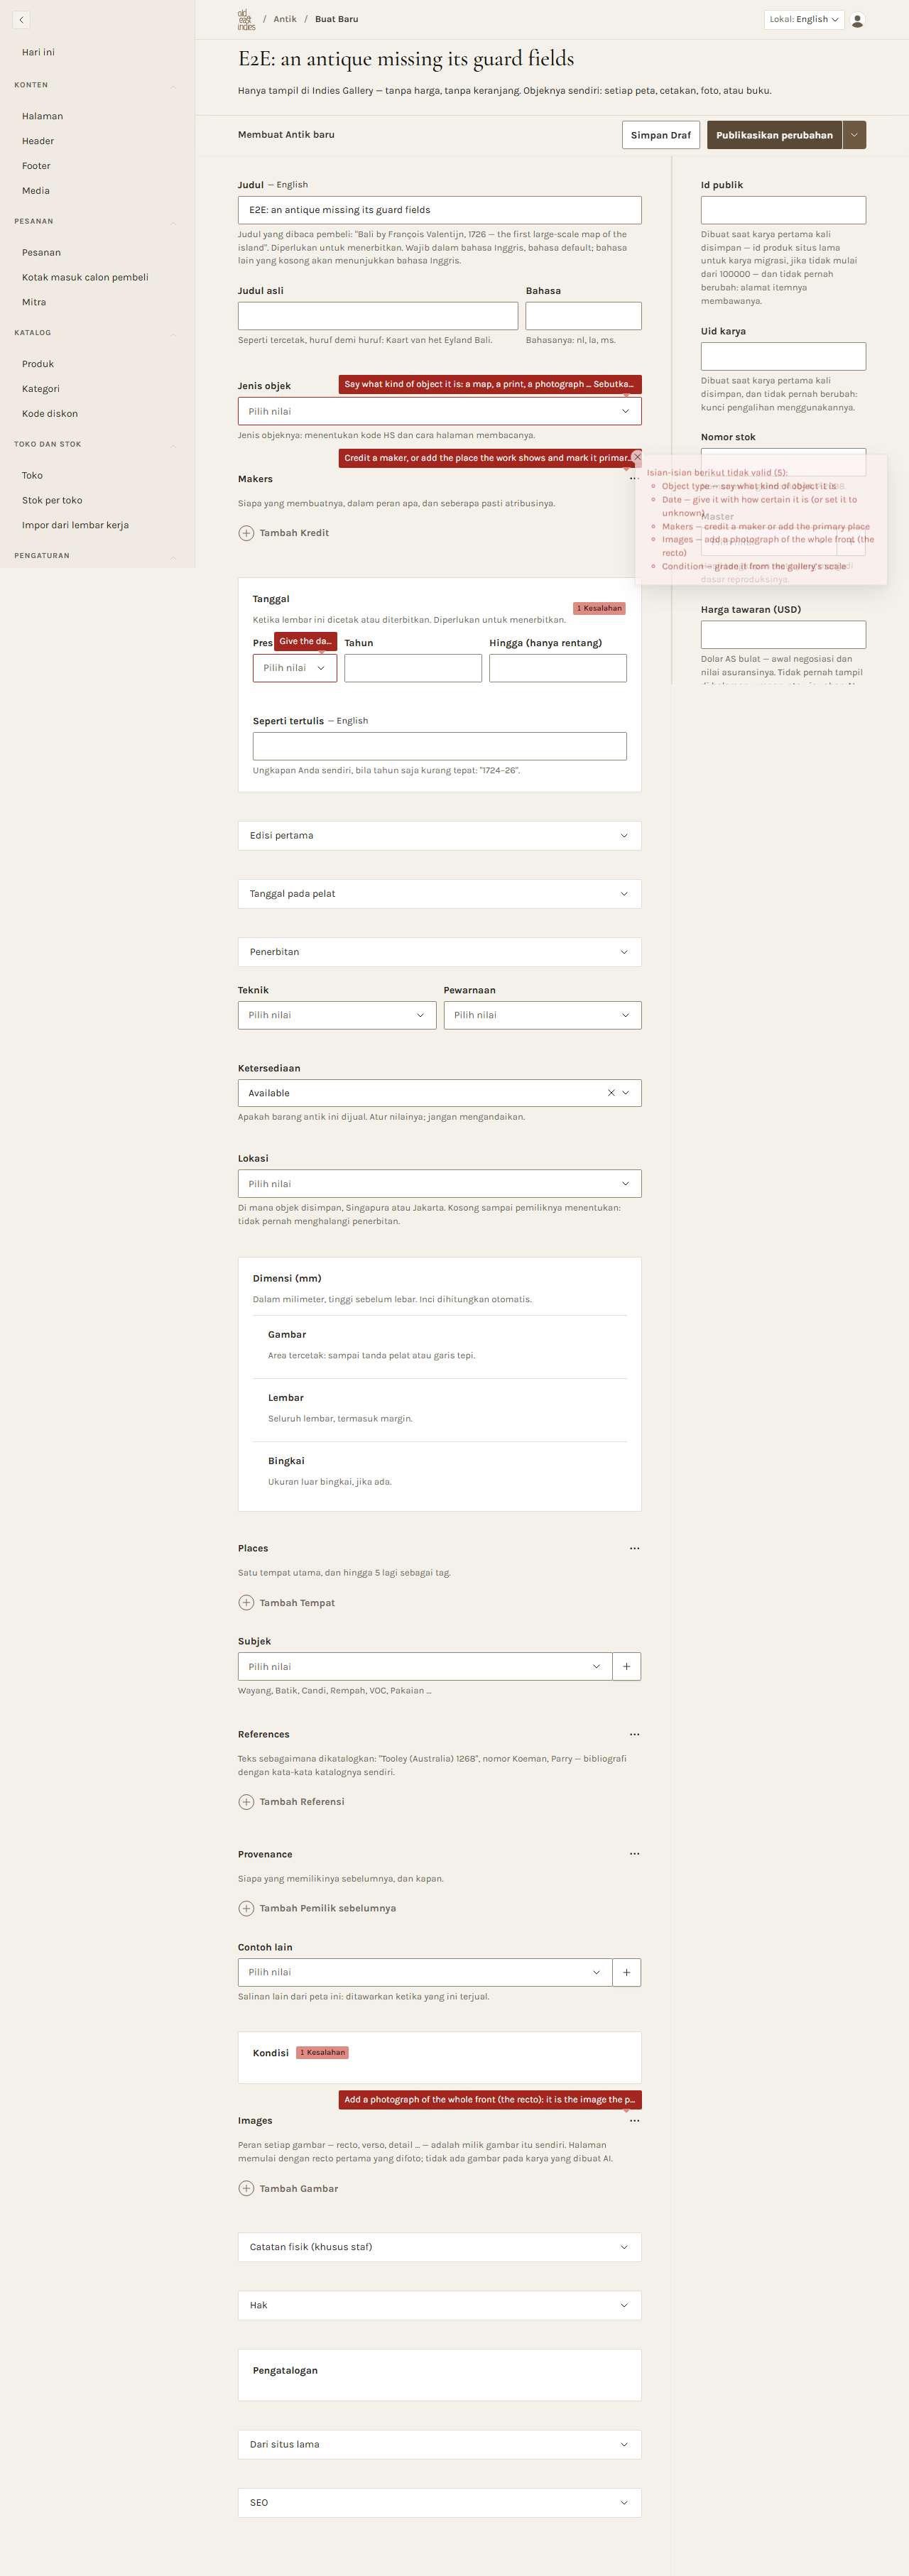 old
east
indies
/ Antik / Buat Baru
Lokal: English
Hari ini
KONTEN
Halaman
Header
Footer
Media
PESANAN
Pesanan
Kotak masuk calon pembeli
Mitra
KATALOG
Produk
Kategori
Kode diskon
TOKO DAN STOK
Toko
Stok per toko
Impor dari lembar kerja
PENGATURAN
E2E: an antique missing its guard fields
Hanya tampil di Indies Gallery — tanpa harga, tanpa keranjang. Objeknya sendiri: setiap peta, cetakan, foto, atau buku.
Membuat Antik baru
Simpan Draf
Publikasikan perubahan
Judul — English
E2E: an antique missing its guard fields
Judul yang dibaca pembeli: "Bali by François Valentijn, 1726 — the first large-scale map of the
island". Diperlukan untuk menerbitkan. Wajib dalam bahasa Inggris, bahasa default; bahasa
lain yang kosong akan menunjukkan bahasa Inggris.
Judul asli
Bahasa
Seperti tercetak, huruf demi huruf: Kaart van het Eyland Bali.
Bahasanya: nl, la, ms.
Jenis objek
Say what kind of object it is: a map, a print, a photograph ... Sebutka...
Pilih nilai
Jenis objeknya: menentukan kode HS dan cara halaman membacanya.
Credit a maker, or add the place the work shows and mark it primar...
Makers
Siapa yang membuatnya, dalam peran apa, dan seberapa pasti atribusinya.
Tambah Kredit
Tanggal
1 Kesalahan
Ketika lembar ini dicetak atau diterbitkan. Diperlukan untuk menerbitkan.
Pres
Give the da...
Tahun
Hingga (hanya rentang)
Pilih nilai
Seperti tertulis — English
Ungkapan Anda sendiri, bila tahun saja kurang tepat: "1724–26".
Edisi pertama
Tanggal pada pelat
Penerbitan
Teknik
Pewarnaan
Pilih nilai
Pilih nilai
Ketersediaan
Available
Apakah barang antik ini dijual. Atur nilainya; jangan mengandaikan.
Lokasi
Pilih nilai
Di mana objek disimpan, Singapura atau Jakarta. Kosong sampai pemiliknya menentukan:
tidak pernah menghalangi penerbitan.
Dimensi (mm)
Dalam milimeter, tinggi sebelum lebar. Inci dihitungkan otomatis.
Gambar
Area tercetak: sampai tanda pelat atau garis tepi.
Lembar
Seluruh lembar, termasuk margin.
Bingkai
Ukuran luar bingkai, jika ada.
Places
Satu tempat utama, dan hingga 5 lagi sebagai tag.
Tambah Tempat
Subjek
Pilih nilai
Wayang, Batik, Candi, Rempah, VOC, Pakaian ...
References
Teks sebagaimana dikatalogkan: "Tooley (Australia) 1268", nomor Koeman, Parry — bibliografi
dengan kata-kata katalognya sendiri.
Tambah Referensi
Provenance
Siapa yang memilikinya sebelumnya, dan kapan.
Tambah Pemilik sebelumnya
Contoh lain
Pilih nilai
Salinan lain dari peta ini: ditawarkan ketika yang ini terjual.
Kondisi
1 Kesalahan
Add a photograph of the whole front (the recto): it is the image the p...
Images
Peran setiap gambar — recto, verso, detail ... — adalah milik gambar itu sendiri. Halaman
memulai dengan recto pertama yang difoto; tidak ada gambar pada karya yang dibuat AI.
Tambah Gambar
Catatan fisik (khusus staf)
Hak
Pengatalogan
Dari situs lama
SEO
Id publik
Dibuat saat karya pertama kali
disimpan — id produk situs lama
untuk karya migrasi, jika tidak mulai
dari 100000 — dan tidak pernah
berubah: alamat itemnya
membawanya.
Uid karya
Dibuat saat karya pertama kali
disimpan, dan tidak pernah berubah:
kunci pengalihan menggunakannya.
Nomor stok
Isian-isian berikut tidak valid (5):
Object type — say what kind of object it is
Date — give it with how certain it is (or set it to
unknown)
Master
Makers — credit a maker or add the primary place
Images — add a photograph of the whole front (the
recto)
Condition — grade it from the gallery's scale
dasar reproduksinya.
Harga tawaran (USD)
Dolar AS bulat — awal negosiasi dan
nilai asuransinya. Tidak pernah tampil